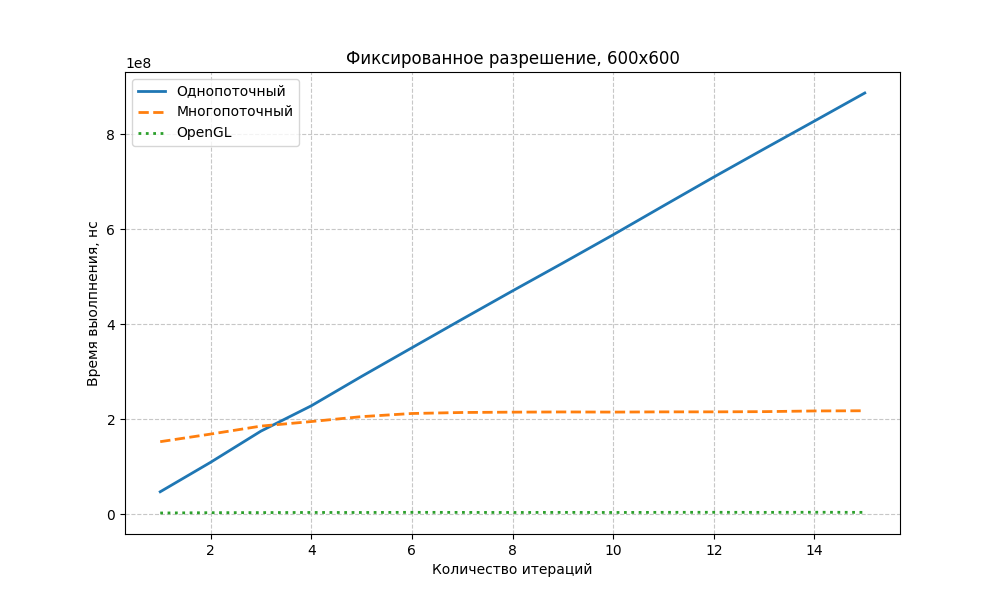 Фиксированное разрешение, 600x600
1e8
Однопоточный
Многопоточный
OpenGL
Время выолпнения, нс
8
6
4
2
0
2 4 6 8 10 12 14
Количество итераций